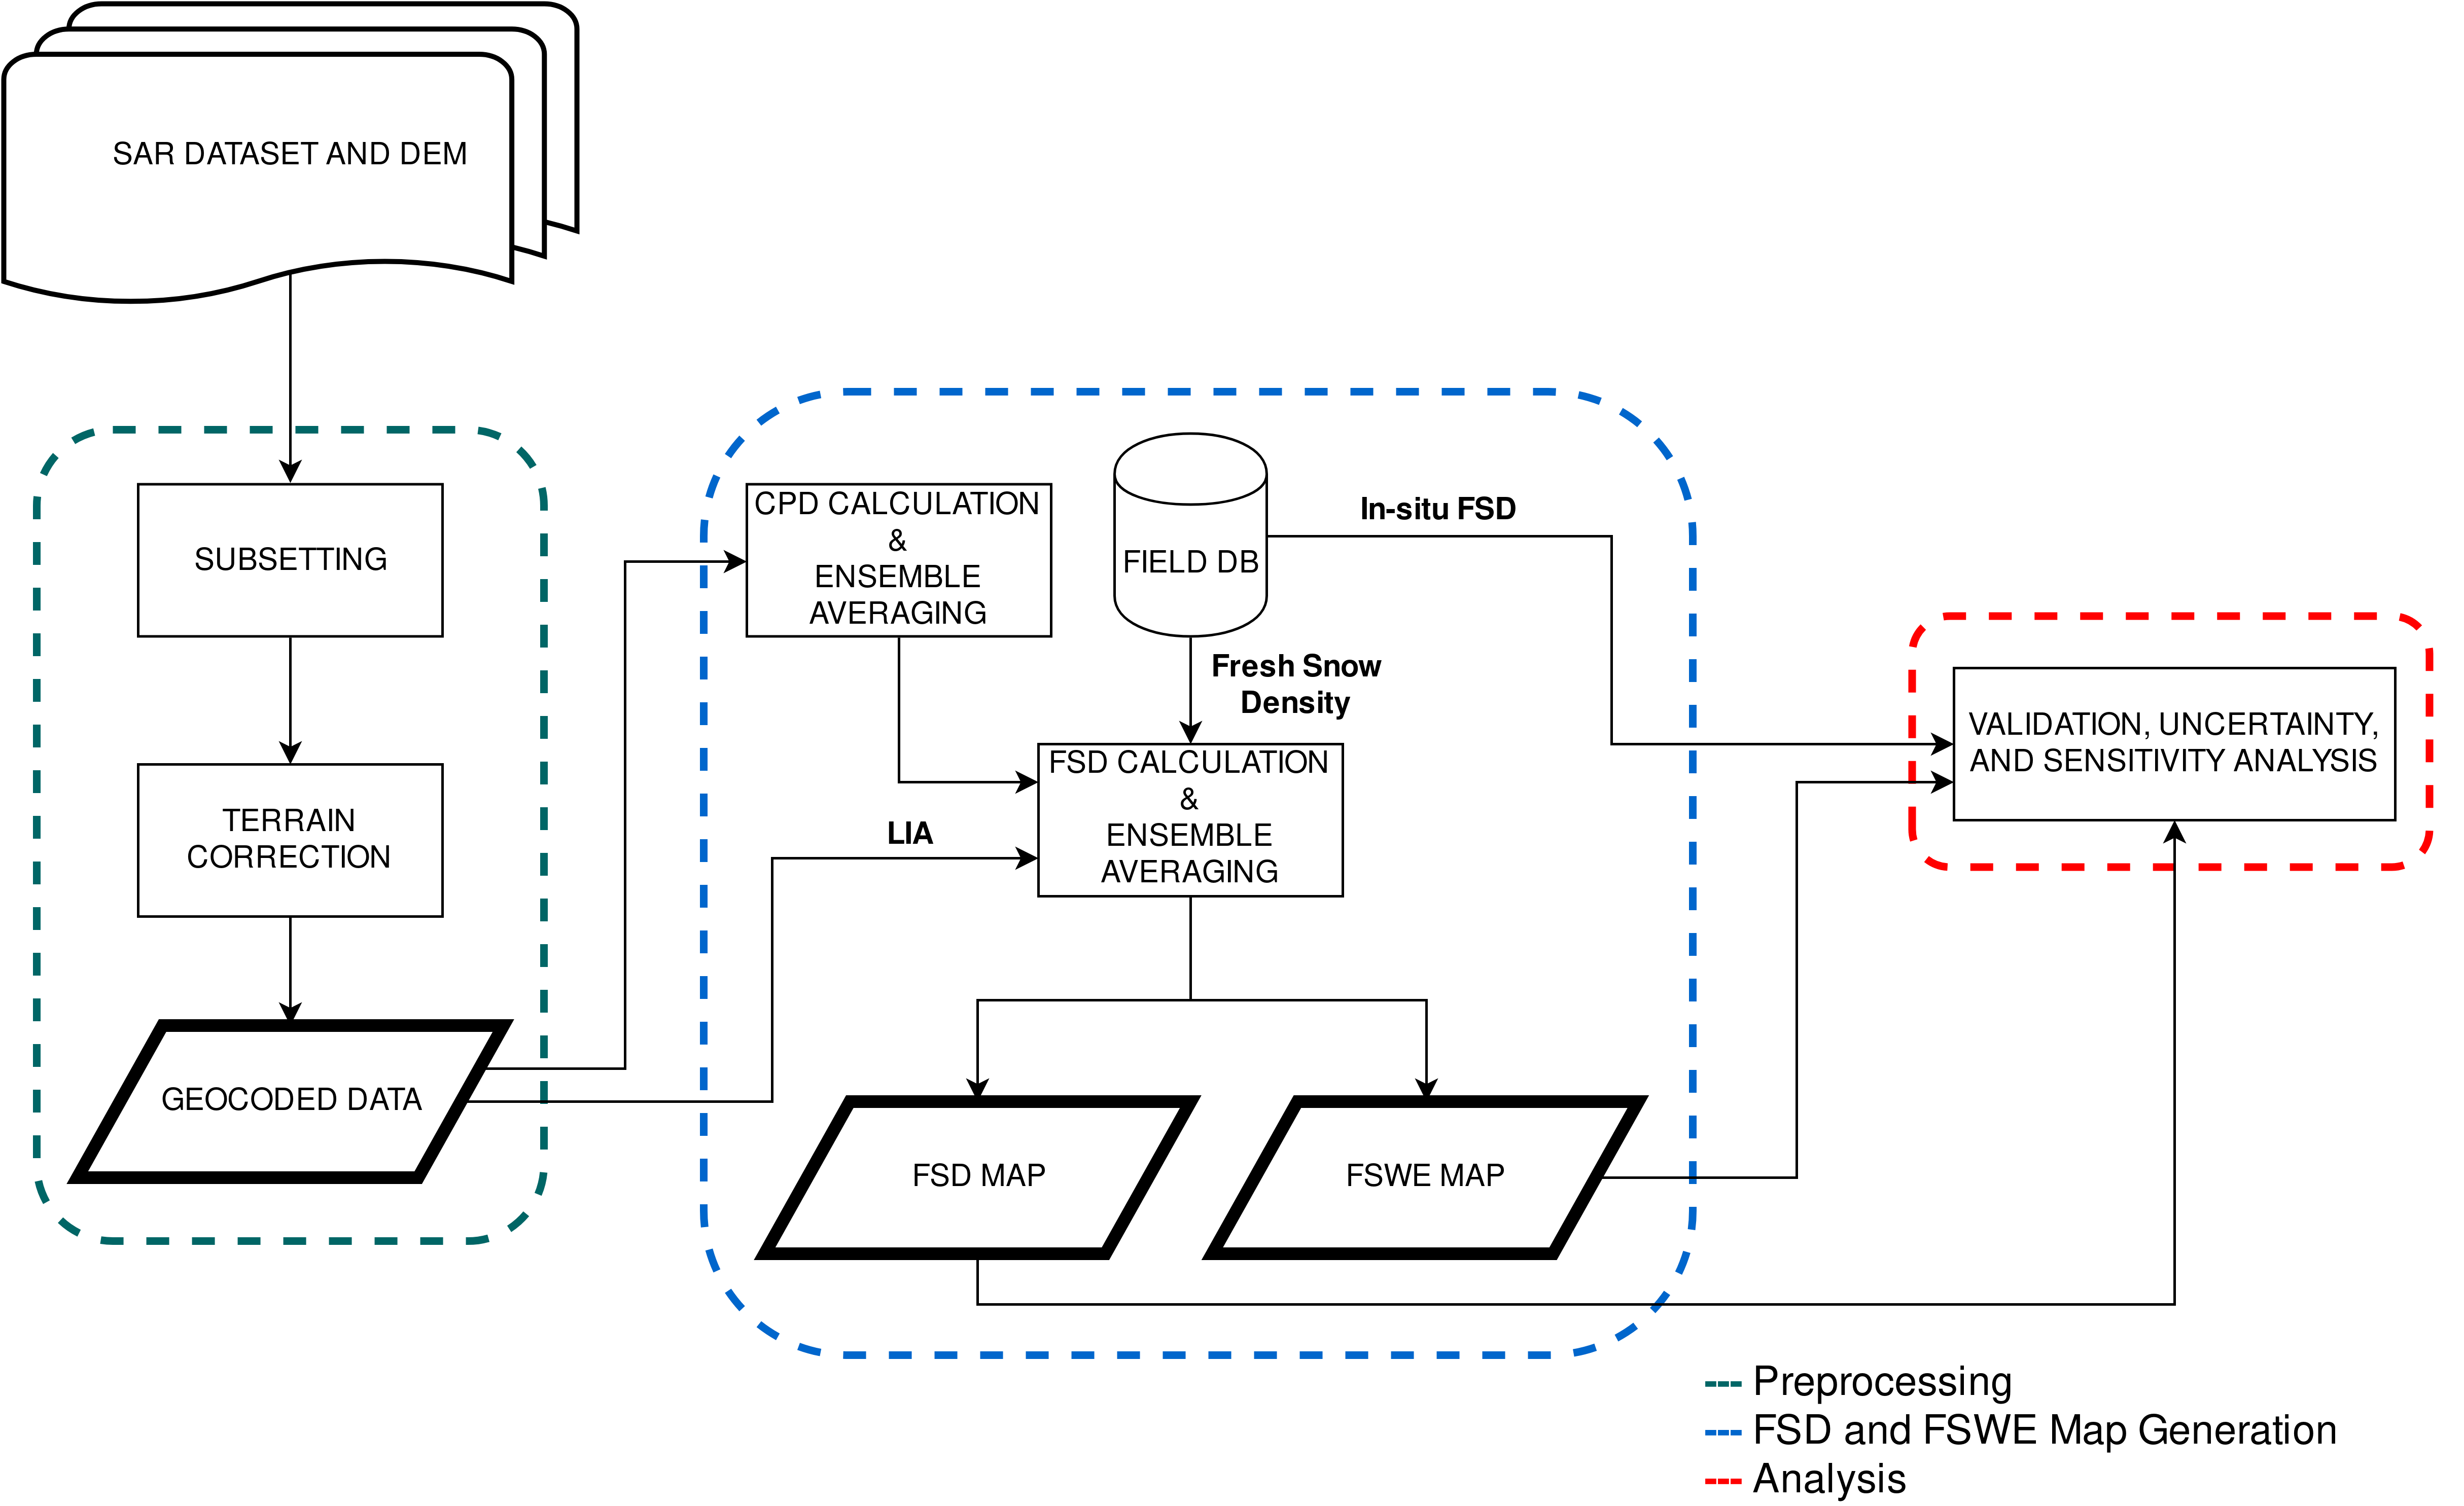 SAR DATASET AND DEM
SUBSETTING
TERRAIN
CORRECTION
GEOCODED DATA
CPD CALCULATION
&
ENSEMBLE
AVERAGING
FIELD DB
In-situ FSD
Fresh Snow
Density
FSD CALCULATION
&
ENSEMBLE
AVERAGING
LIA
FSD MAP
FSWE MAP
VALIDATION, UNCERTAINTY,
AND SENSITIVITY ANALYSIS
Preprocessing
FSD and FSWE Map Generation
Analysis